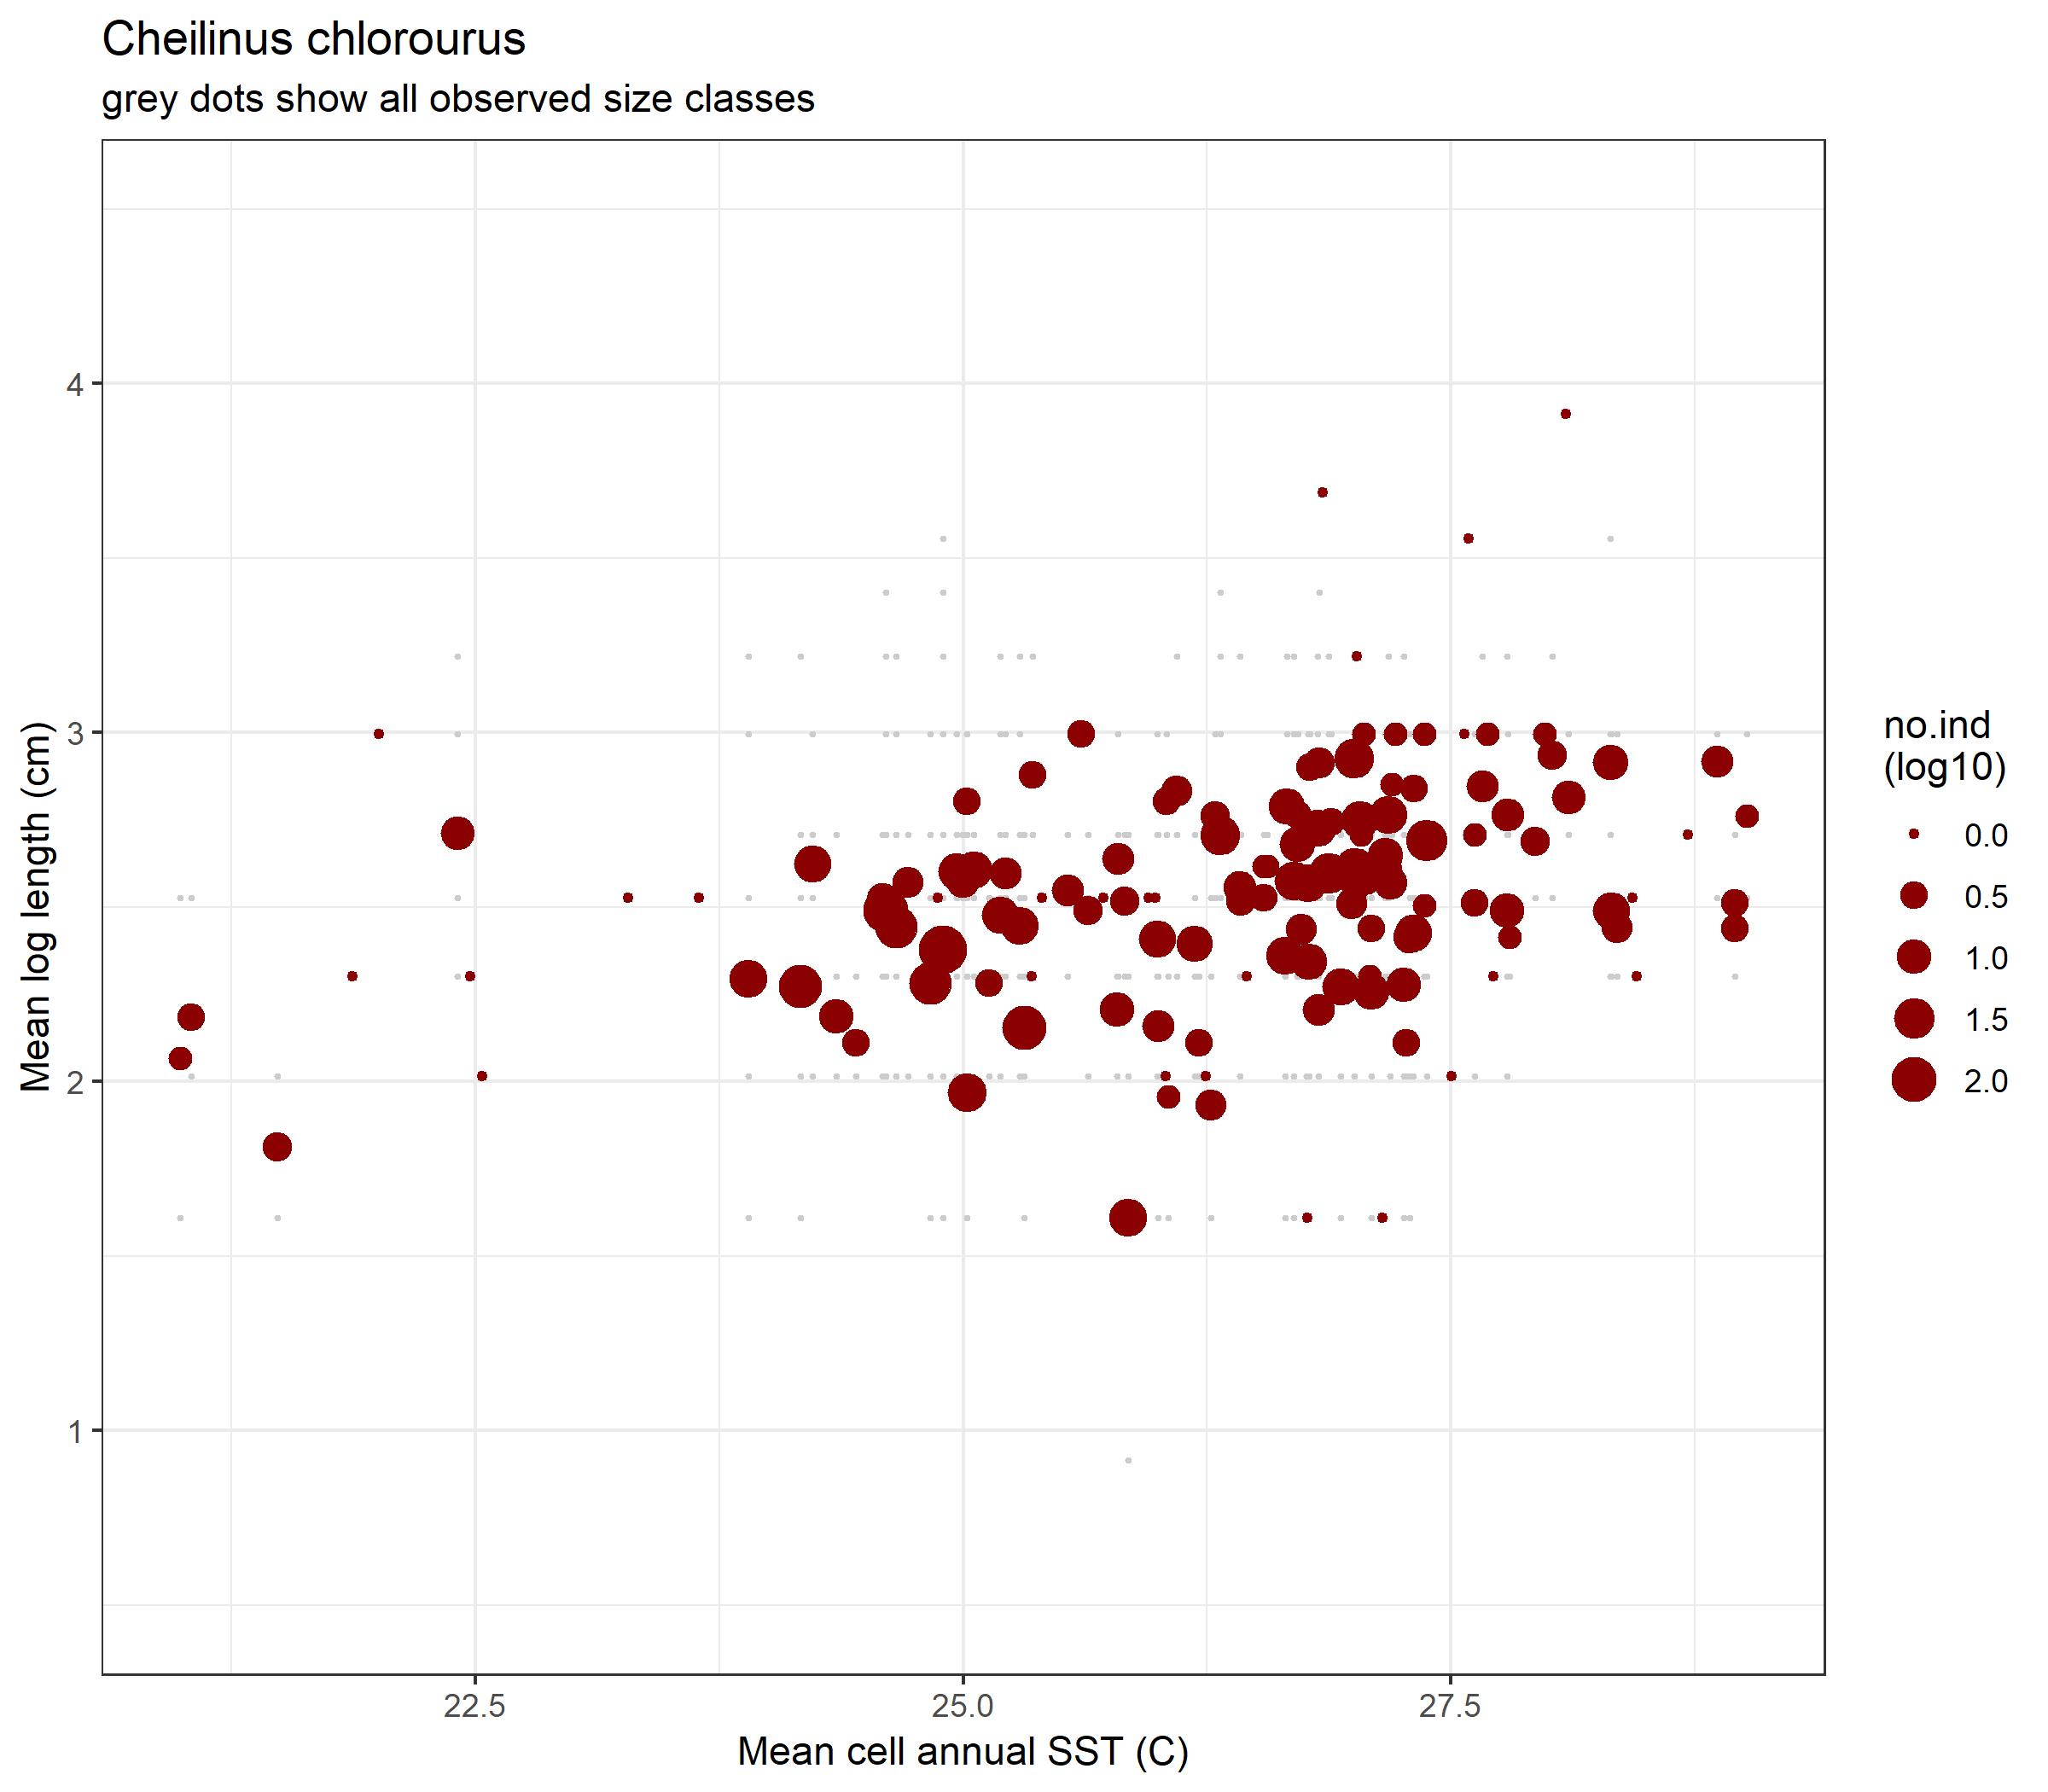 Cheilinus chlorourus
grey dots show all observed size classes
4
3
2
1
Mean log length (cm)
22.5
25.0
27.5
Mean cell annual SST (C)
no.ind
(log10)
0.0
0.5
1.0
1.5
2.0